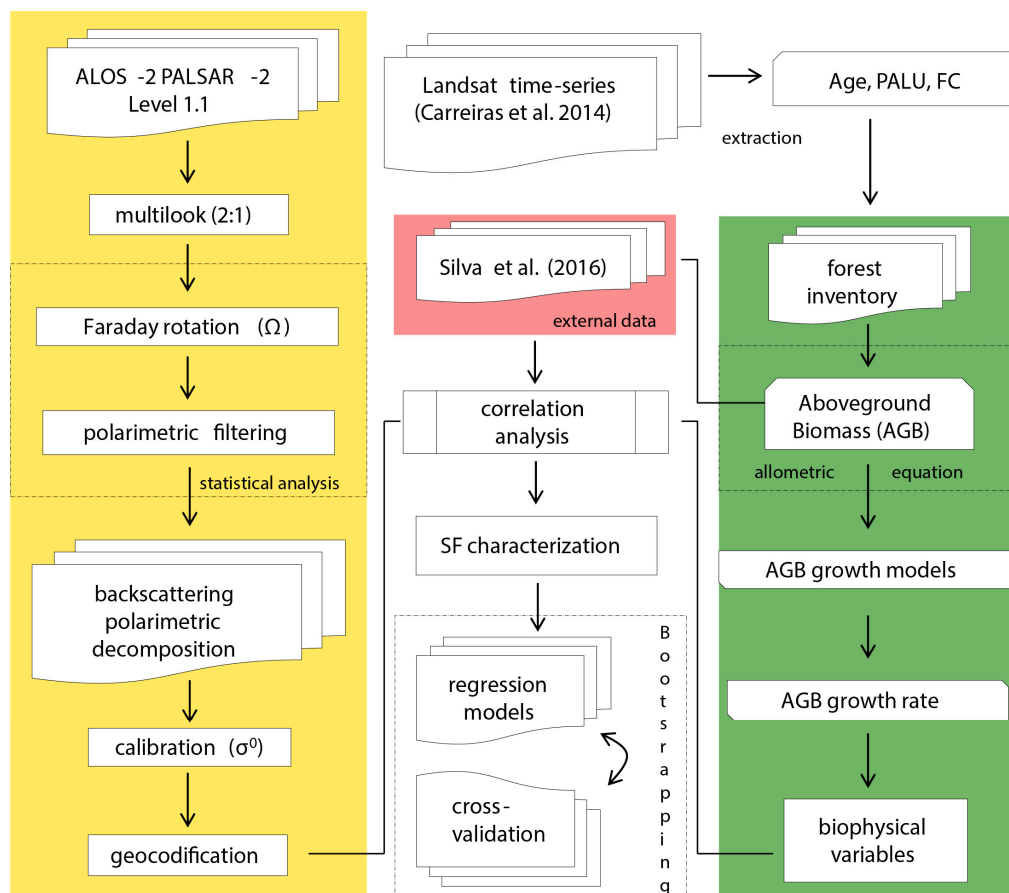 ALOS -2 PALSAR -2
Level 1.1
multilook (2:1)
Faraday rotation (Ω)
polarimetric filtering
statistical analysis
backscattering
polarimetric
decomposition
calibration (σ⁰)
geocodification
Landsat time-series
(Carreiras et al. 2014)
extraction
Age, PALU, FC
Silva et al. (2016)
external data
correlation
analysis
SF characterization
regression
models
cross-
validation
Bootsrapping
forest
inventory
Aboveground
Biomass (AGB)
allometric equation
AGB growth models
AGB growth rate
biophysical
variables